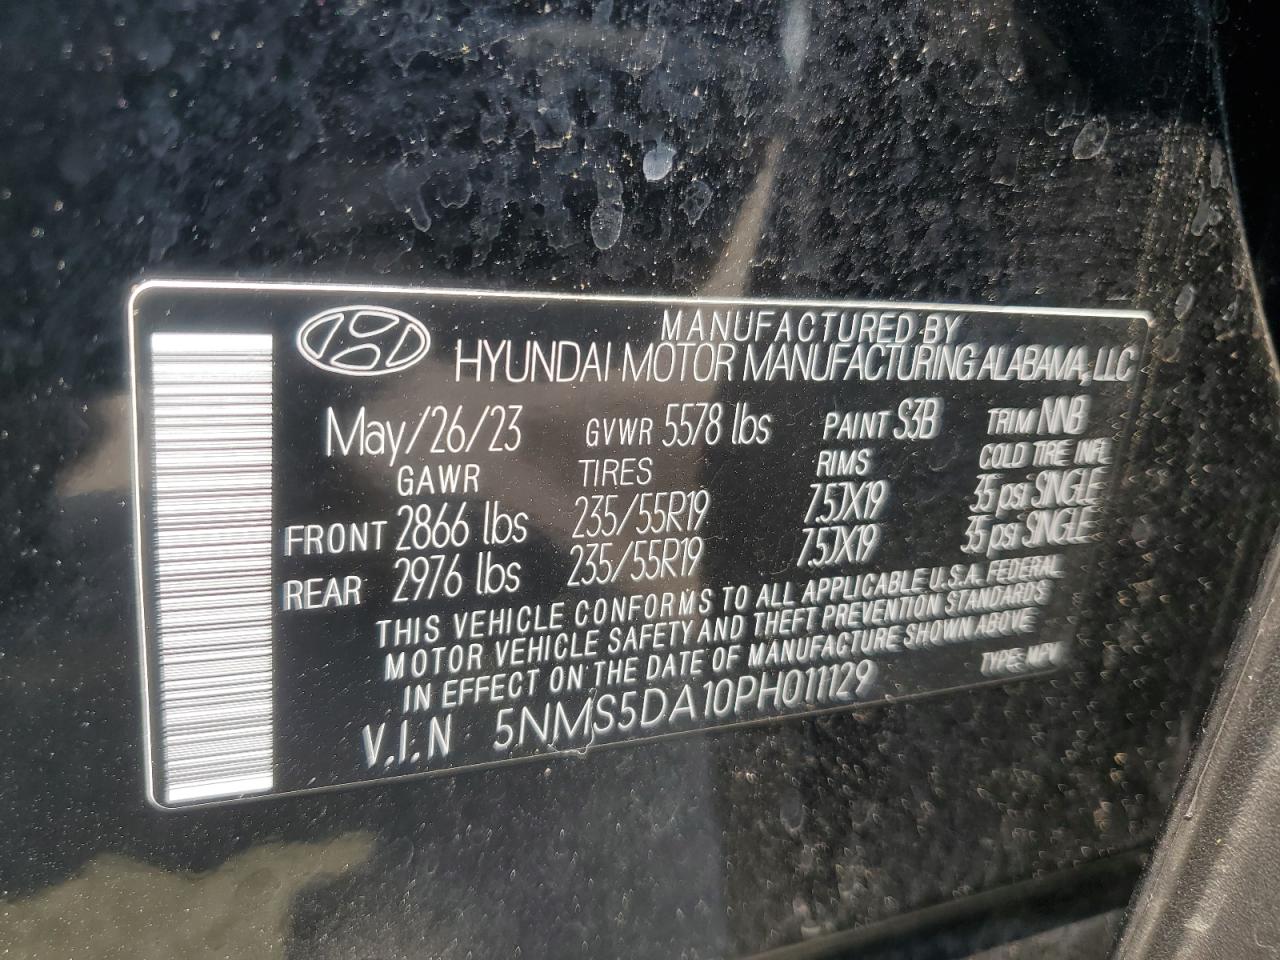 MANUFACTURED BY
HYUNDAI MOTOR MANUFACTURING ALABAMA, LLC
May/26/23 GVWR 5578 lbs PAINT S3B TRIM NNB
GAWR TIRES RIMS COLD TIRE INFL
FRONT 2866 lbs 235/55R19 7.5JX19 35 psi SINGLE
REAR 2976 lbs 235/55R19 7.5JX19 35 psi SINGLE
THIS VEHICLE CONFORMS TO ALL APPLICABLE U.S.A. FEDERAL
MOTOR VEHICLE SAFETY AND THEFT PREVENTION STANDARDS
IN EFFECT ON THE DATE OF MANUFACTURE SHOWN ABOVE
V.I.N 5NMS5DA10PH011129 TYPE: MPV